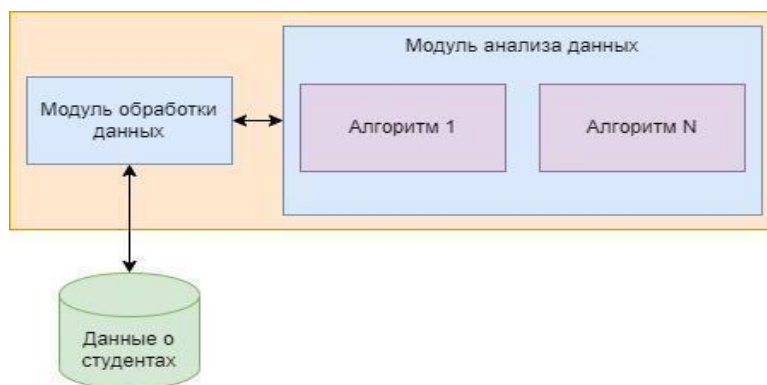 Модуль анализа данных
Модуль обработки
данных
Алгоритм 1
Алгоритм N
Данные о
студентах